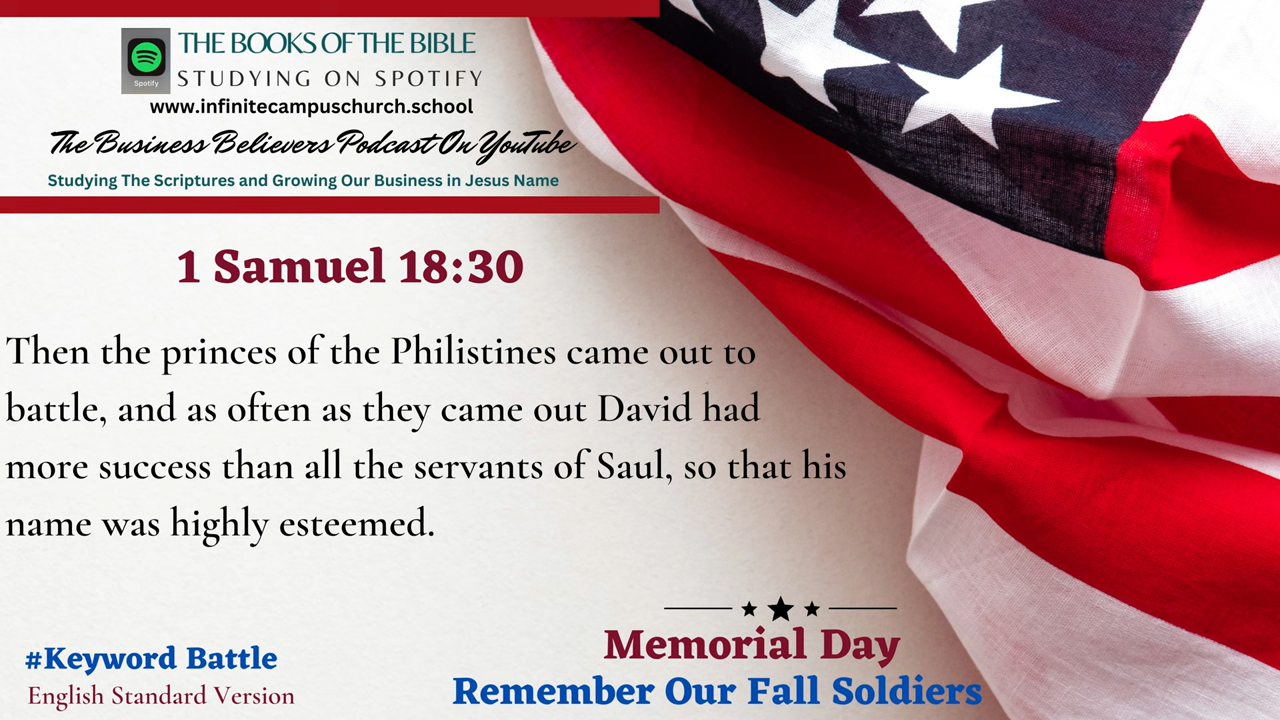 Spotify
THE BOOKS OF THE BIBLE
STUDYING ON SPOTIFY
www.infinitecampuschurch.school
The Business Believers Podcast On YouTube
Studying The Scriptures and Growing Our Business in Jesus Name
1 Samuel 18:30
Then the princes of the Philistines came out to
battle, and as often as they came out David had
more success than all the servants of Saul, so that his
name was highly esteemed.
Memorial Day
Remember Our Fall Soldiers
#Keyword Battle
English Standard Version